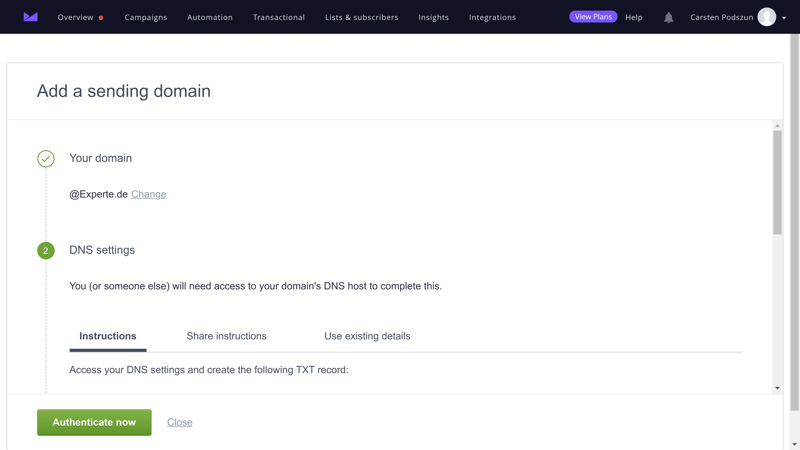 Overview Campaigns Automation Transactional Lists & subscribers Insights Integrations View Plans Help Carsten Podszun
Add a sending domain
Your domain
@Experte.de Change
2 DNS settings
You (or someone else) will need access to your domain's DNS host to complete this.
Instructions Share instructions Use existing details
Access your DNS settings and create the following TXT record:
Authenticate now Close